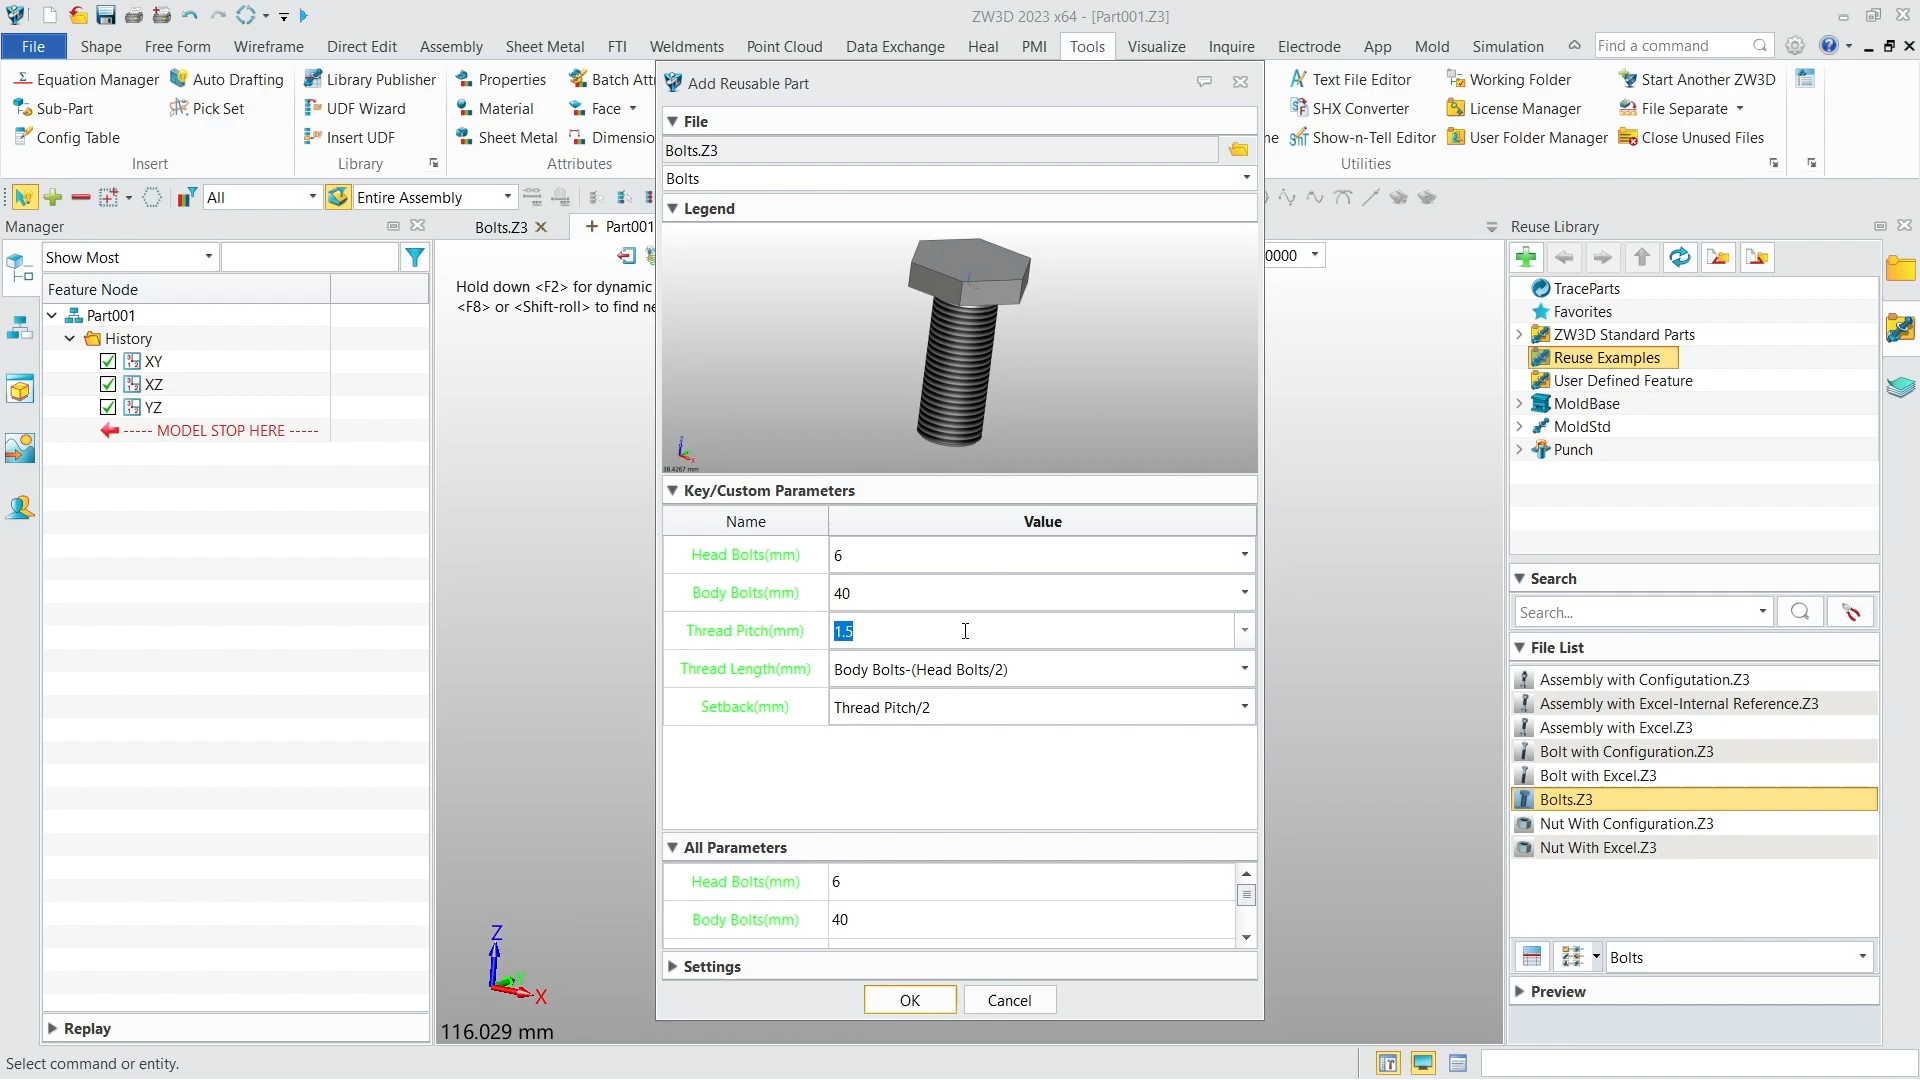 ZW3D 2023 x64 - [Part001.Z3]
File Shape Free Form Wireframe Direct Edit Assembly Sheet Metal FTI Weldments Point Cloud Data Exchange Heal PMI Tools Visualize Inquire Electrode App Mold Simulation Find a command
Equation Manager Auto Drafting Library Publisher Properties Batch Attr Text File Editor Working Folder Start Another ZW3D
Sub-Part Pick Set UDF Wizard Material Face SHX Converter License Manager File Separate
Config Table Insert UDF Sheet Metal Dimensio Show-n-Tell Editor User Folder Manager Close Unused Files
Insert Library Attributes Utilities
All Entire Assembly
Manager
Show Most
Feature Node
Part001
History
XY
XZ
YZ
----- MODEL STOP HERE -----
Replay
Bolts.Z3 Part001
0000
Hold down <F2> for dynamic
<F8> or <Shift-roll> to find ne
Z
Y
X
116.029 mm
Add Reusable Part
File
Bolts.Z3
Bolts
Legend
38.4267 mm
Key/Custom Parameters
Name Value
Head Bolts(mm) 6
Body Bolts(mm) 40
Thread Pitch(mm) 1.5
Thread Length(mm) Body Bolts-(Head Bolts/2)
Setback(mm) Thread Pitch/2
All Parameters
Head Bolts(mm) 6
Body Bolts(mm) 40
Settings
OK Cancel
Reuse Library
TraceParts
Favorites
ZW3D Standard Parts
Reuse Examples
User Defined Feature
MoldBase
MoldStd
Punch
Search
Search...
File List
Assembly with Configutation.Z3
Assembly with Excel-Internal Reference.Z3
Assembly with Excel.Z3
Bolt with Configuration.Z3
Bolt with Excel.Z3
Bolts.Z3
Nut With Configuration.Z3
Nut With Excel.Z3
Bolts
Preview
Select command or entity.